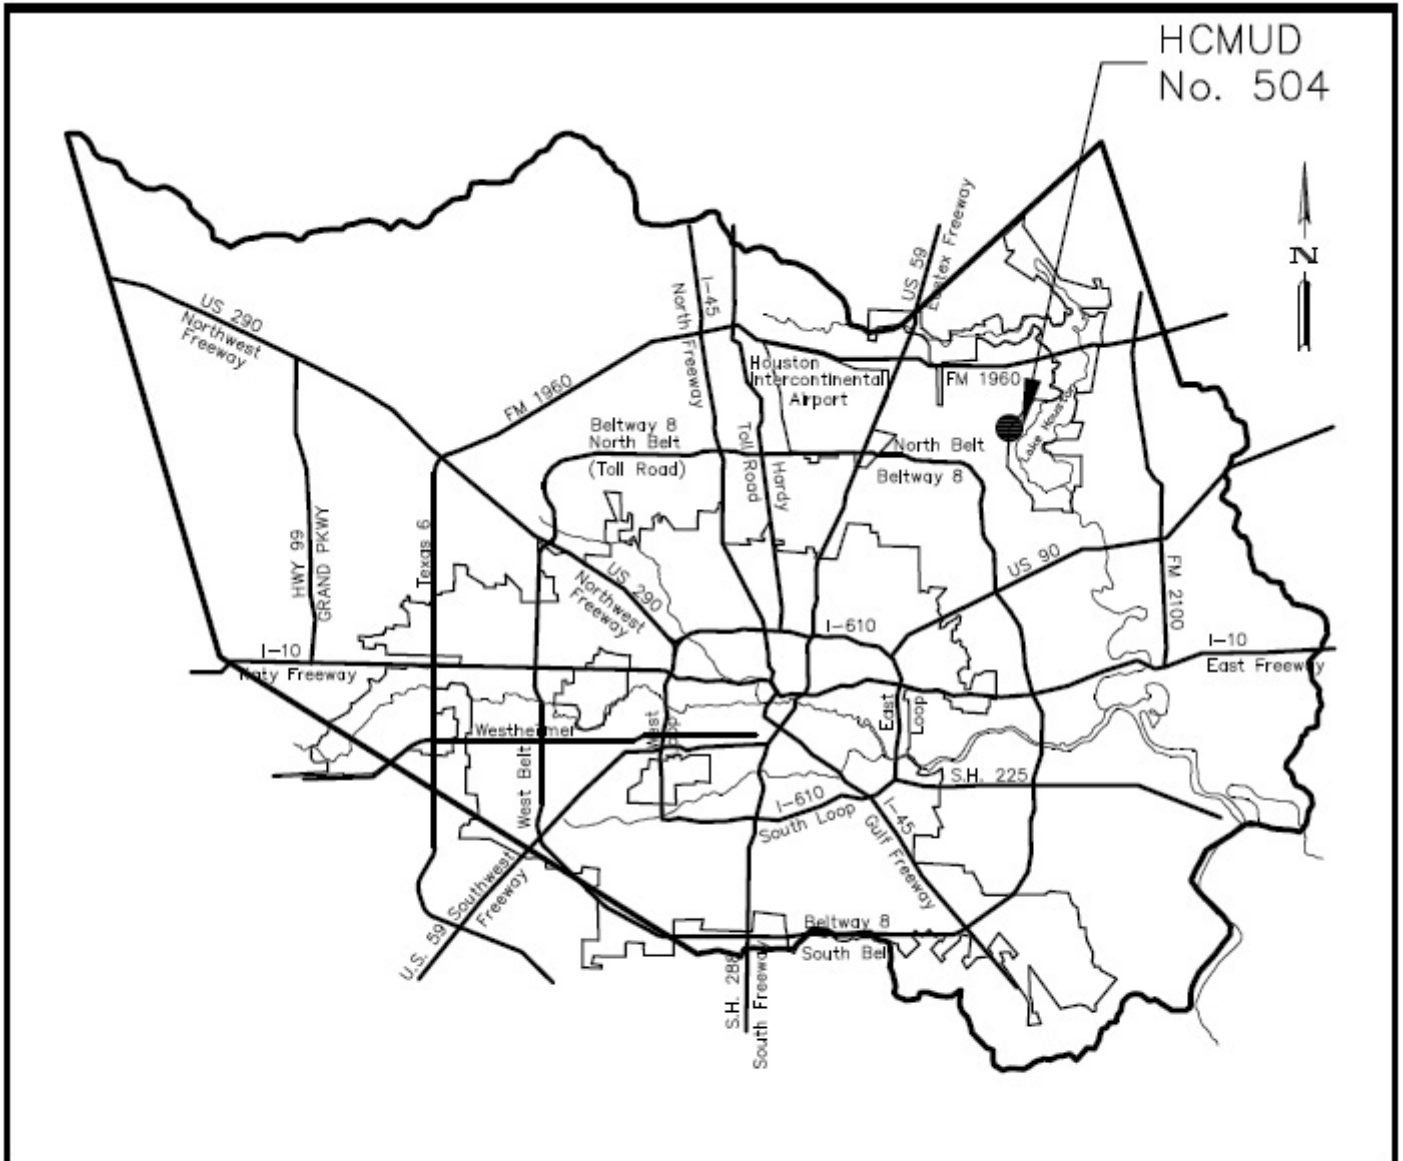 HCMUD
No. 504
N
US 59
Eastex Freeway
I-45
North Freeway
US 290
Northwest
Freeway
FM 1960
Houston
Intercontinental
Airport
FM 1960
Lake Houston
Beltway 8
North Belt
(Toll Road)
Toll Road
Hardy
North Belt
Beltway 8
HWY 99
GRAND PKWY
Texas 6
US 290
Northwest
Freeway
US 90
FM 2100
I-610
I-10
Katy Freeway
I-10
East Freeway
Westheimer
West
Loop
East
Loop
West Belt
S.H. 225
I-610
South Loop
I-45
Gulf Freeway
U.S. 59
Southwest
Freeway
Beltway 8
South Bel
S.H. 288
South Freeway